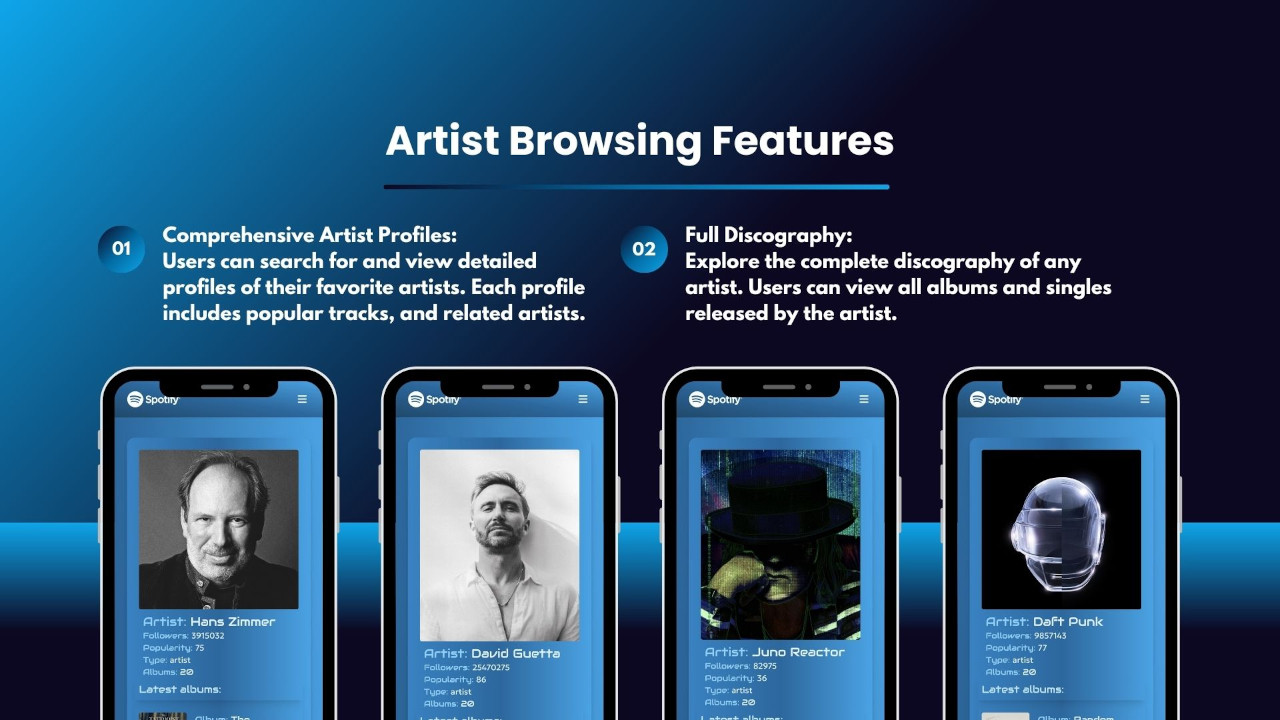 Artist Browsing Features
01
Comprehensive Artist Profiles:
Users can search for and view detailed
profiles of their favorite artists. Each profile
includes popular tracks, and related artists.
02
Full Discography:
Explore the complete discography of any
artist. Users can view all albums and singles
released by the artist.
Spotify
Artist: Hans Zimmer
Followers: 3915032
Popularity: 75
Type: artist
Albums: 20
Latest albums:
Album: The
Spotify
Artist: David Guetta
Followers: 25470275
Popularity: 86
Type: artist
Albums: 20
Latest albums:
Spotify
Artist: Juno Reactor
Followers: 82975
Popularity: 36
Type: artist
Albums: 20
Latest albums:
Spotify
Artist: Daft Punk
Followers: 9857143
Popularity: 77
Type: artist
Albums: 20
Latest albums:
Album: Random